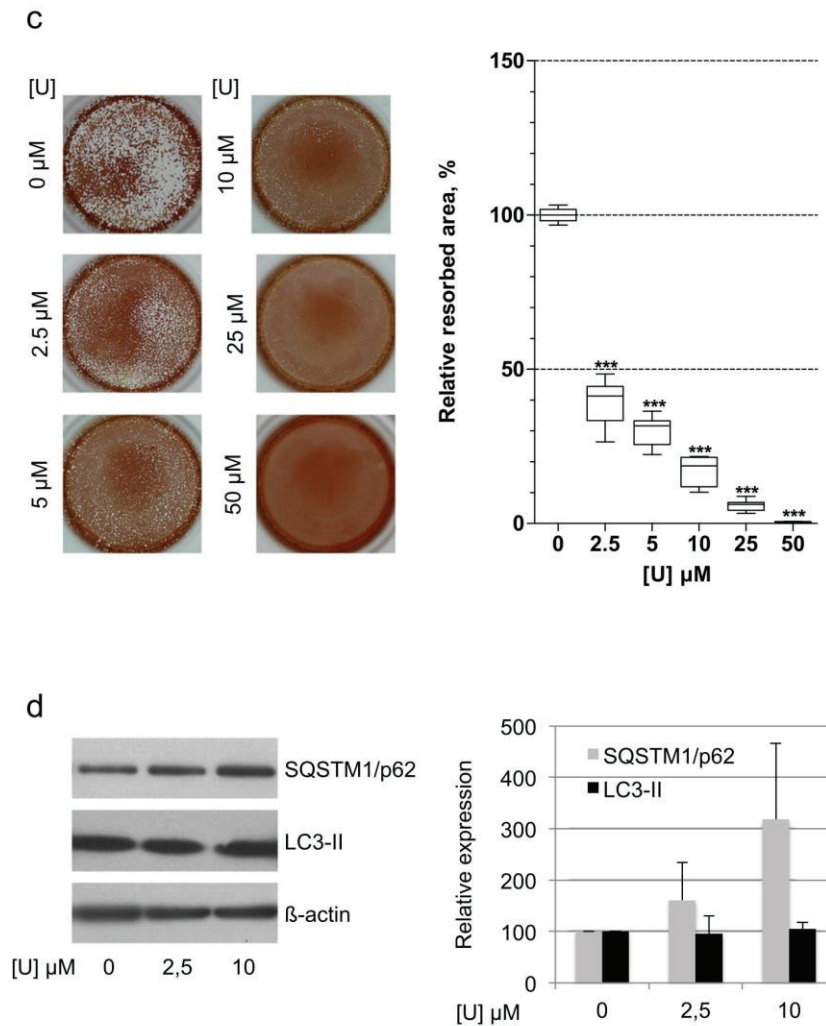 c
[U]
[U]
0 µM
10 µM
2.5 µM
25 µM
5 µM
50 µM
Relative resorbed area, %
150
100
50
0
***
***
***
***
***
0 2.5 5 10 25 50
[U] µM
d
SQSTM1/p62
LC3-II
ß-actin
[U] µM 0 2,5 10
Relative expression
500
400
300
200
100
0
SQSTM1/p62
LC3-II
[U] µM 0 2,5 10